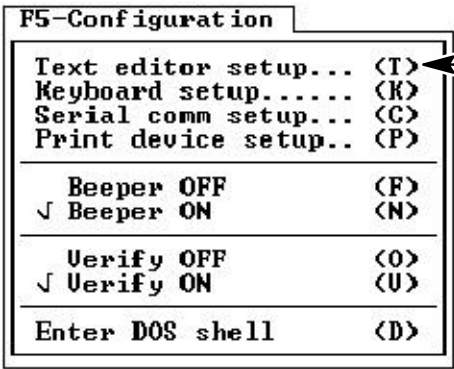 F5-Configuration
Text editor setup... (T)
Keyboard setup...... (K)
Serial comm setup... (C)
Print device setup.. (P)
Beeper OFF (F)
√ Beeper ON (N)
Verify OFF (O)
√ Verify ON (V)
Enter DOS shell (D)